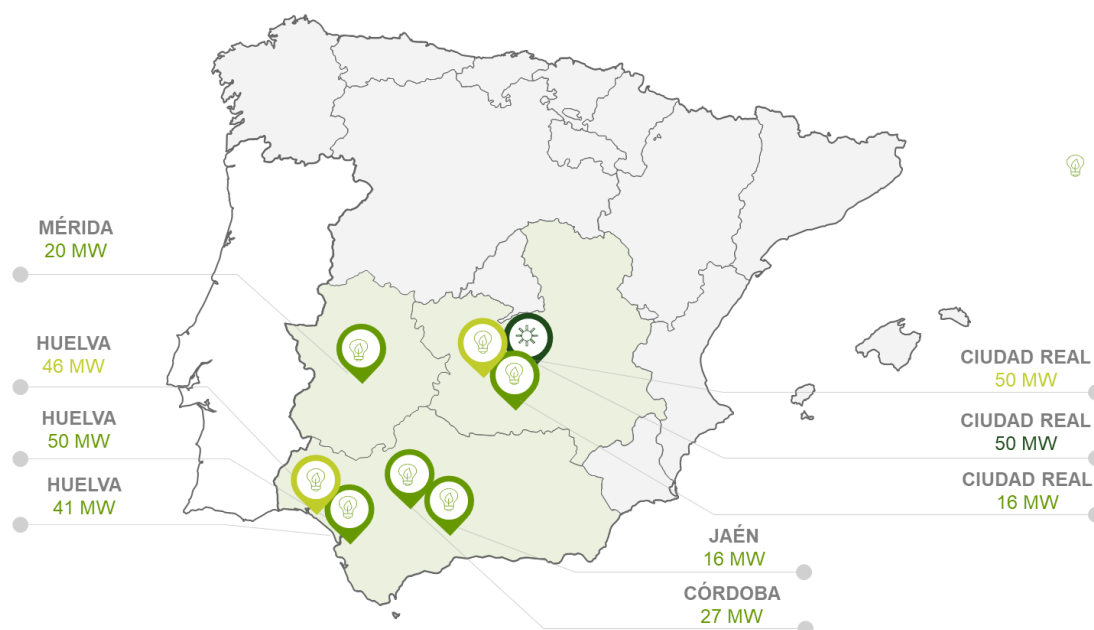 MÉRIDA
20 MW
HUELVA
46 MW
HUELVA
50 MW
HUELVA
41 MW
CIUDAD REAL
50 MW
CIUDAD REAL
50 MW
CIUDAD REAL
16 MW
JAÉN
16 MW
CÓRDOBA
27 MW